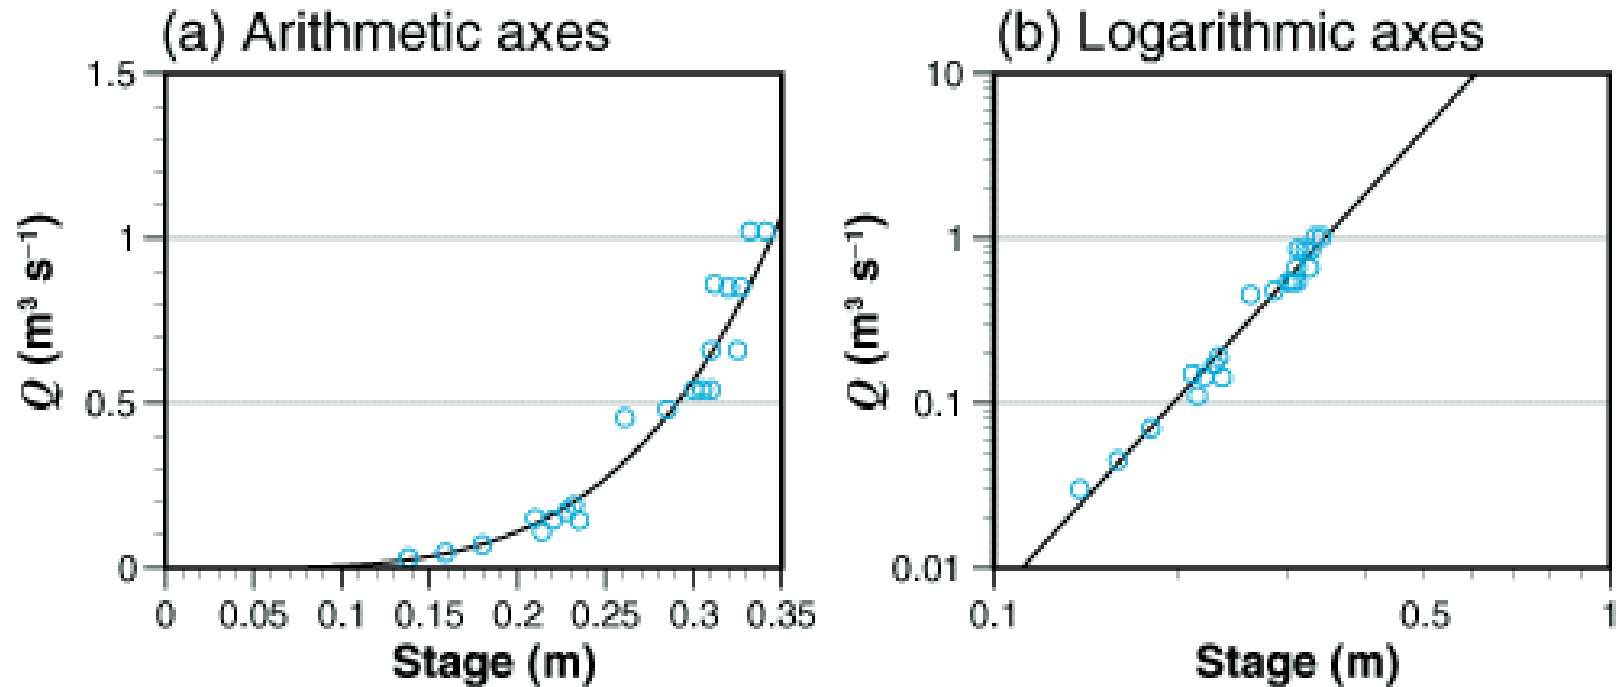 (a) Arithmetic axes
1.5
1
0.5
0
Q (m³ s⁻¹)
0 0.05 0.1 0.15 0.2 0.25 0.3 0.35
Stage (m)
(b) Logarithmic axes
10
1
0.1
0.01
Q (m³ s⁻¹)
0.1 0.5 1
Stage (m)